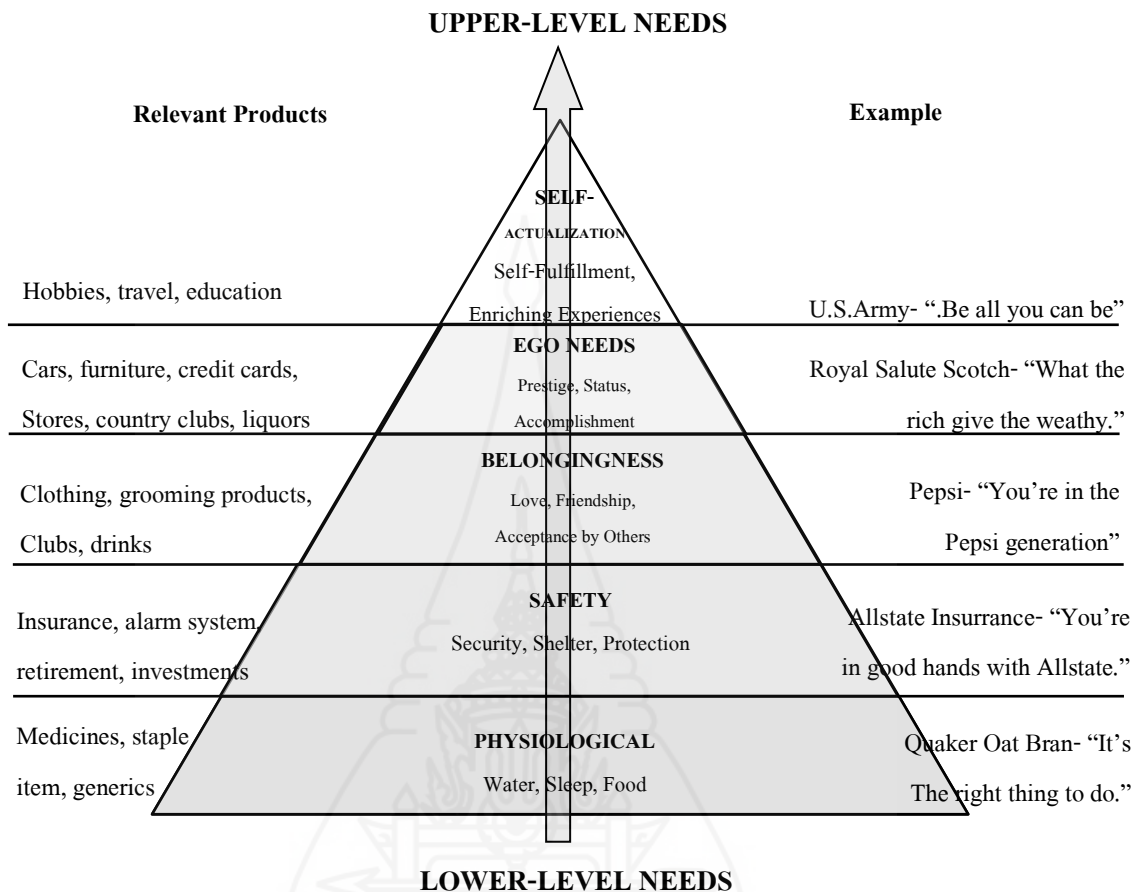 UPPER-LEVEL NEEDS
Relevant Products
Example
SELF-
ACTUALIZATION
Self-Fulfillment,
Enriching Experiences
Hobbies, travel, education
U.S.Army- “.Be all you can be”
EGO NEEDS
Prestige, Status,
Accomplishment
Cars, furniture, credit cards,
Stores, country clubs, liquors
Royal Salute Scotch- “What the
rich give the weathy.”
BELONGINGNESS
Love, Friendship,
Acceptance by Others
Clothing, grooming products,
Clubs, drinks
Pepsi- “You’re in the
Pepsi generation”
SAFETY
Security, Shelter, Protection
Insurance, alarm system,
retirement, investments
Allstate Insurrance- “You’re
in good hands with Allstate.”
PHYSIOLOGICAL
Water, Sleep, Food
Medicines, staple
item, generics
Quaker Oat Bran- “It’s
The right thing to do.”
LOWER-LEVEL NEEDS